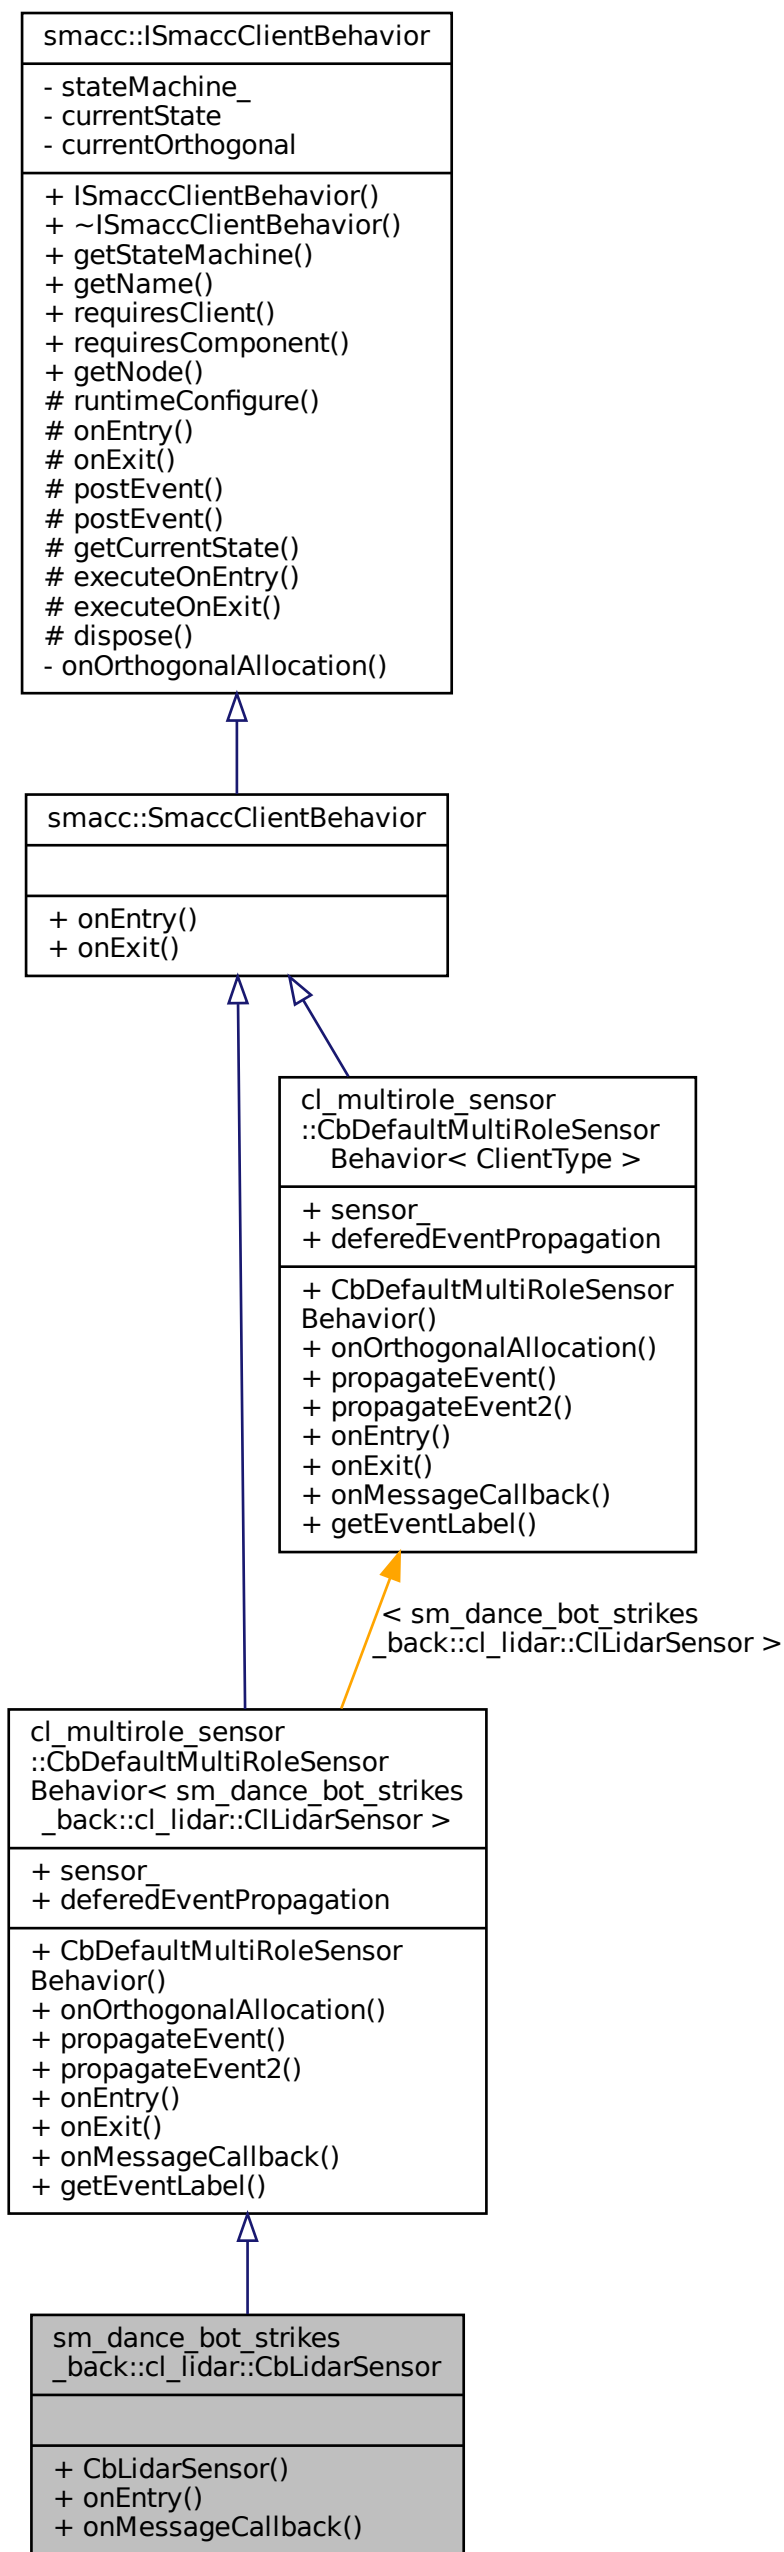 smacc::ISmaccClientBehavior
- stateMachine_
- currentState
- currentOrthogonal
+ ISmaccClientBehavior()
+ ~ISmaccClientBehavior()
+ getStateMachine()
+ getName()
+ requiresClient()
+ requiresComponent()
+ getNode()
# runtimeConfigure()
# onEntry()
# onExit()
# postEvent()
# postEvent()
# getCurrentState()
# executeOnEntry()
# executeOnExit()
# dispose()
- onOrthogonalAllocation()
smacc::SmaccClientBehavior
+ onEntry()
+ onExit()
cl_multirole_sensor
::CbDefaultMultiRoleSensor
Behavior< ClientType >
+ sensor_
+ deferedEventPropagation
+ CbDefaultMultiRoleSensor
Behavior()
+ onOrthogonalAllocation()
+ propagateEvent()
+ propagateEvent2()
+ onEntry()
+ onExit()
+ onMessageCallback()
+ getEventLabel()
< sm_dance_bot_strikes
_back::cl_lidar::ClLidarSensor >
cl_multirole_sensor
::CbDefaultMultiRoleSensor
Behavior< sm_dance_bot_strikes
_back::cl_lidar::ClLidarSensor >
+ sensor_
+ deferedEventPropagation
+ CbDefaultMultiRoleSensor
Behavior()
+ onOrthogonalAllocation()
+ propagateEvent()
+ propagateEvent2()
+ onEntry()
+ onExit()
+ onMessageCallback()
+ getEventLabel()
sm_dance_bot_strikes
_back::cl_lidar::CbLidarSensor
+ CbLidarSensor()
+ onEntry()
+ onMessageCallback()